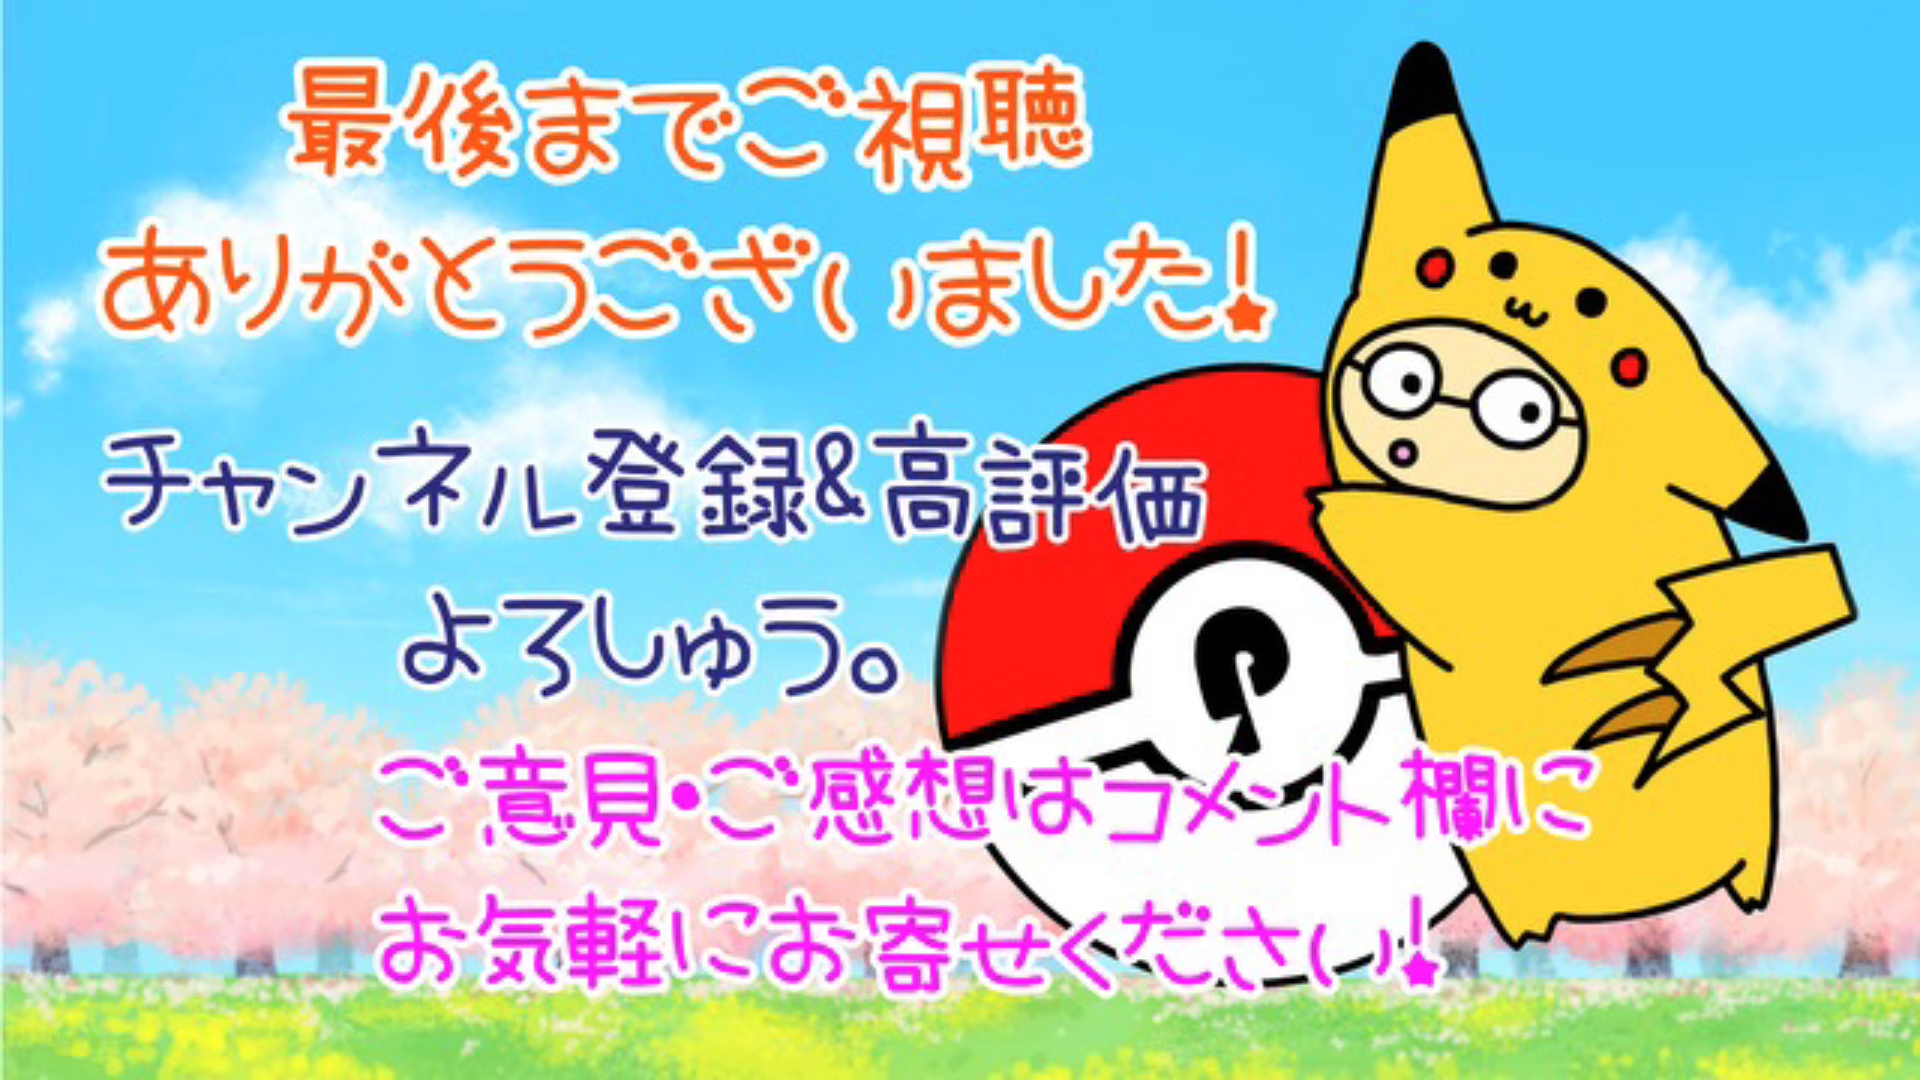 最後までご視聴
ありがとうございました!
チャンネル登録&高評価
よろしゅう。
ご意見・ご感想はコメント欄に
お気軽にお寄せください!